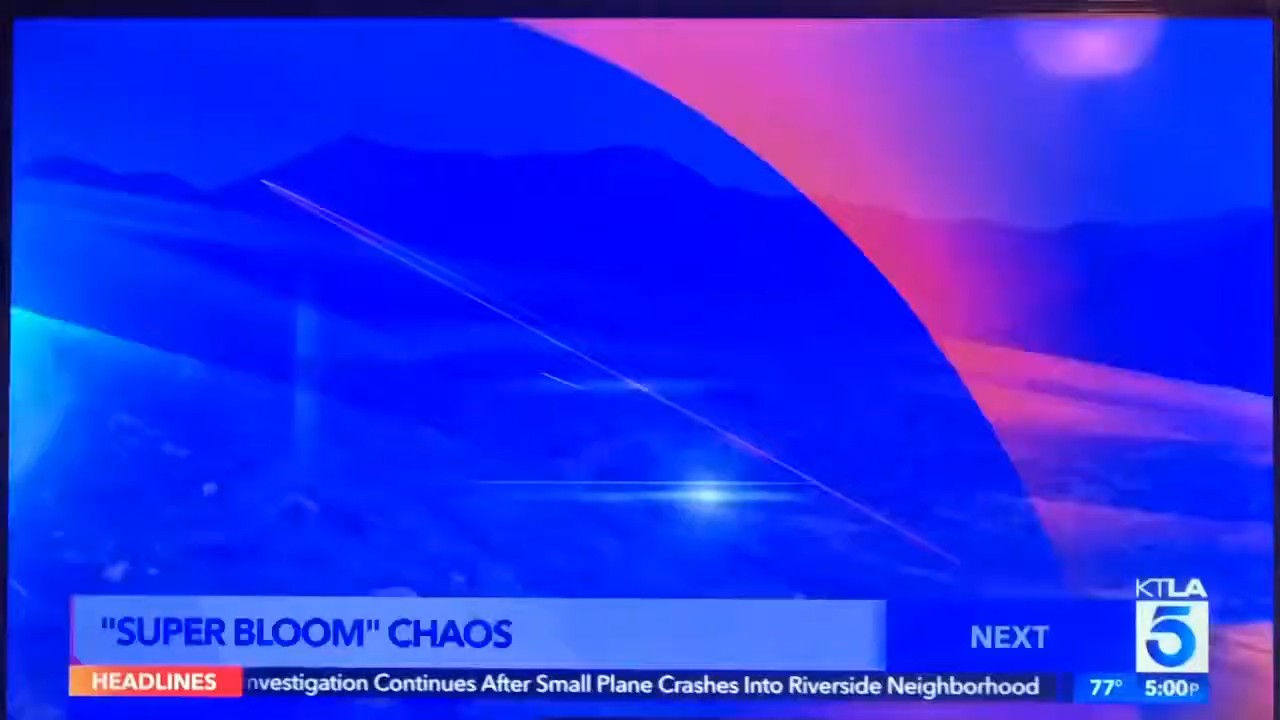 "SUPER BLOOM" CHAOS
NEXT
KTLA
5
HEADLINES
nvestigation Continues After Small Plane Crashes Into Riverside Neighborhood
77°
5:00P